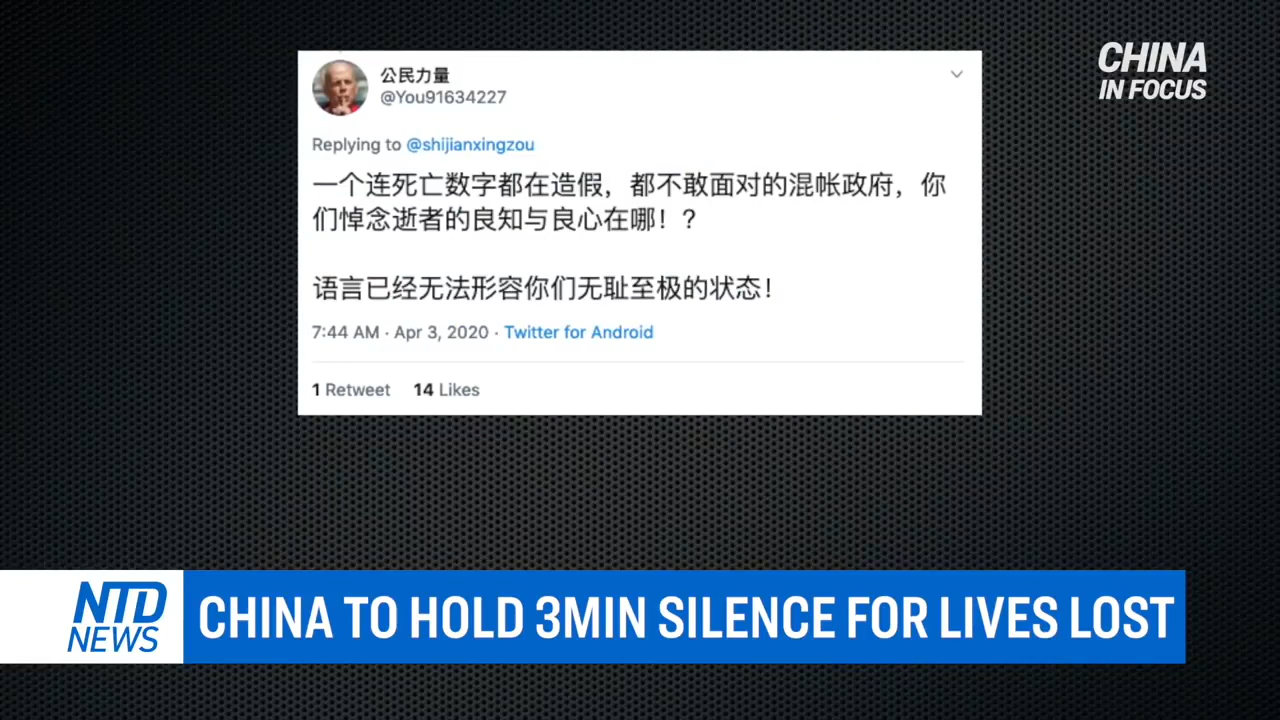 CHINA
IN FOCUS
公民力量
@You91634227
Replying to @shijianxingzou
一个连死亡数字都在造假，都不敢面对的混帐政府，你
们悼念逝者的良知与良心在哪！？
语言已经无法形容你们无耻至极的状态！
7:44 AM · Apr 3, 2020 · Twitter for Android
1 Retweet 14 Likes
NTD
NEWS
CHINA TO HOLD 3MIN SILENCE FOR LIVES LOST